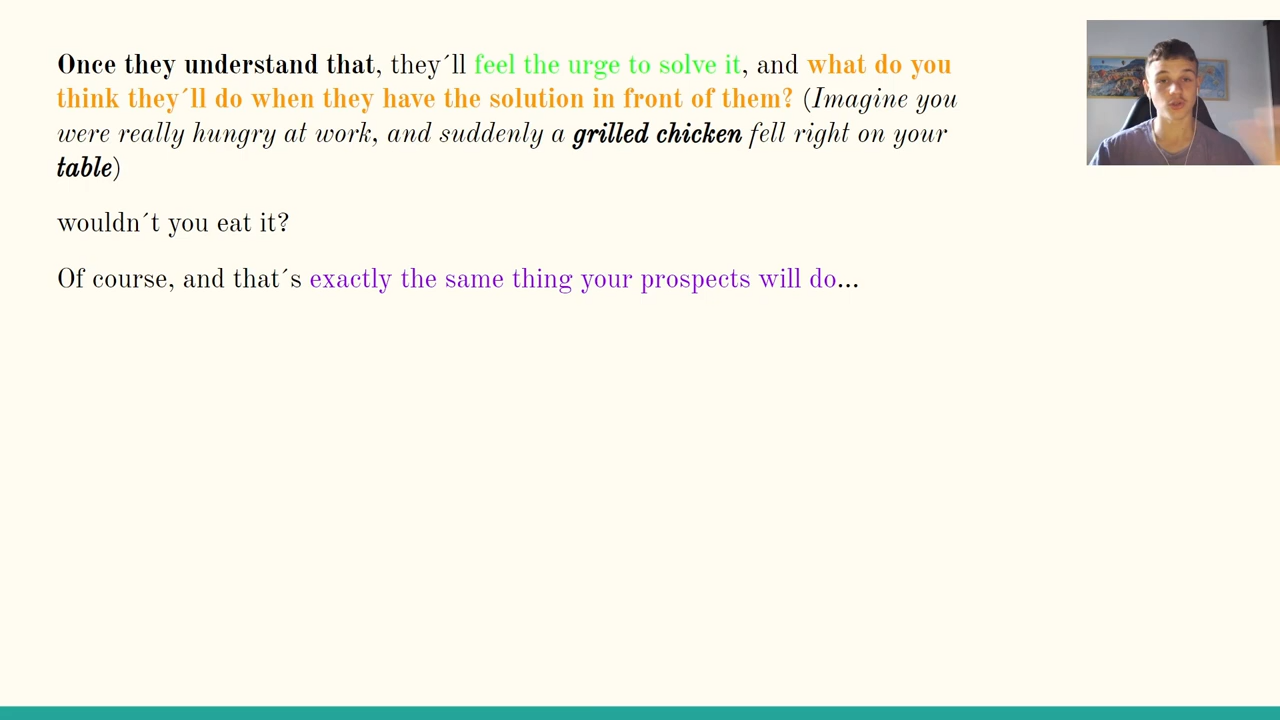 Once they understand that, they´ll feel the urge to solve it, and what do you
think they´ll do when they have the solution in front of them? (Imagine you
were really hungry at work, and suddenly a grilled chicken fell right on your
table)
wouldn´t you eat it?
Of course, and that´s exactly the same thing your prospects will do...